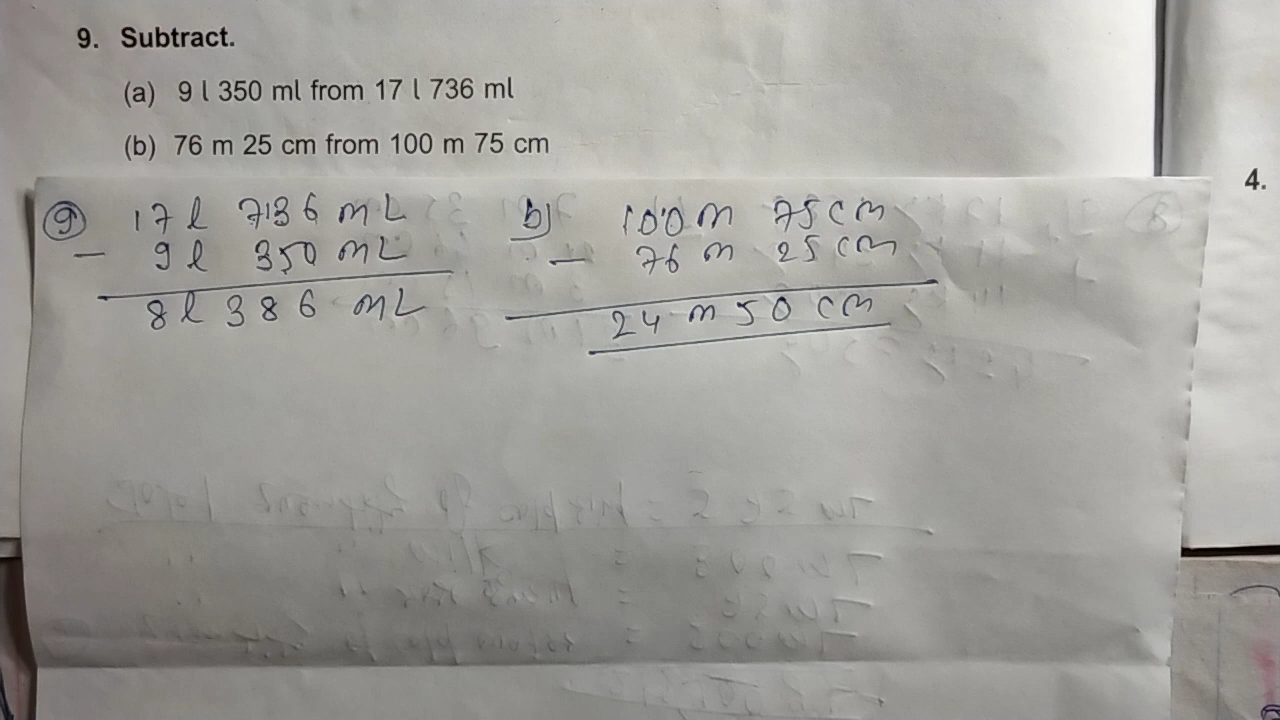 9. Subtract.
(a) 9 l 350 ml from 17 l 736 ml
(b) 76 m 25 cm from 100 m 75 cm
4.
9 17 l 736 mL
- 9 l 350 mL
8 l 386 mL
b) 100 m 75 cm
- 76 m 25 cm
24 m 50 cm